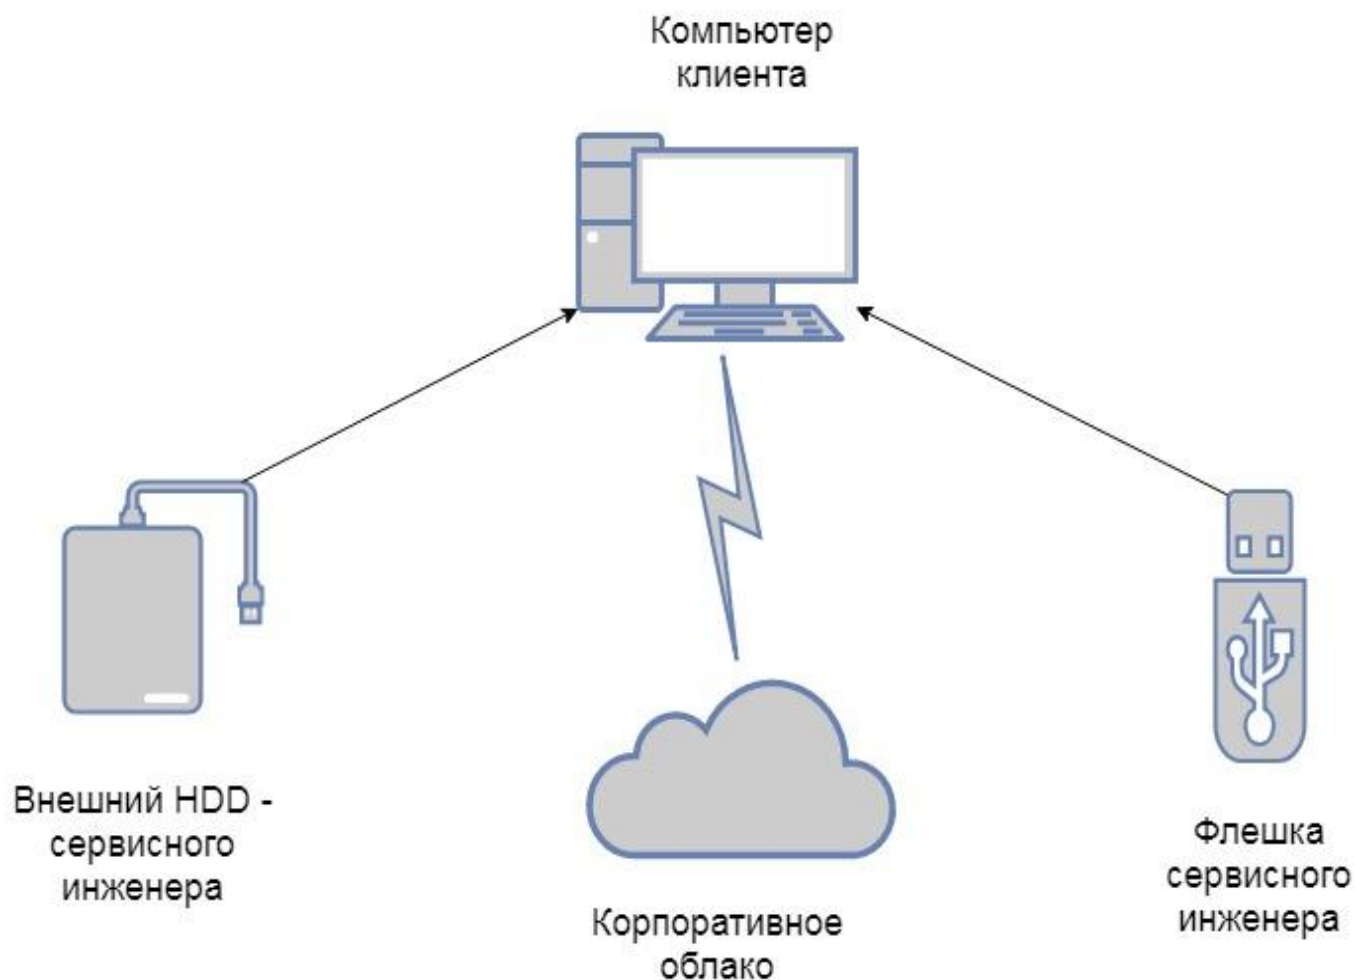 Компьютер
клиента
Внешний HDD -
сервисного
инженера
Корпоративное
облако
Флешка
сервисного
инженера